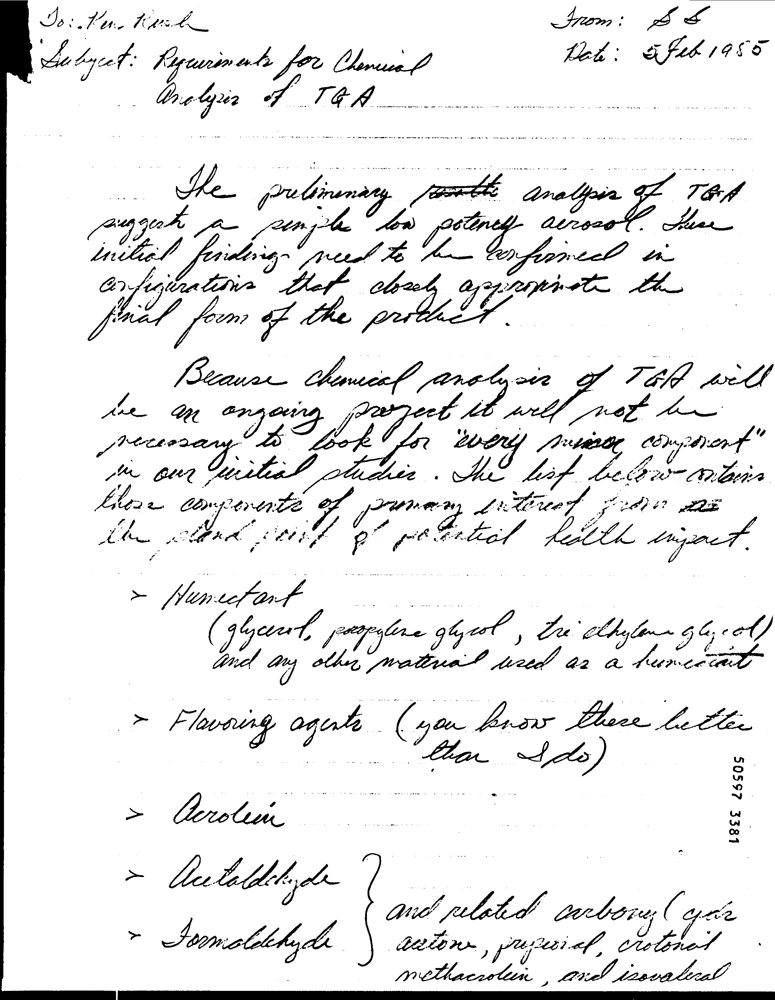 To: Ken Rush
From: S S
Subject: Requirements for Chemical
Date: 5 Feb 1985
Analysis of TGA
The preliminary analysis of TGA
suggests a simple low potency aerosol. These
initial findings need to be confirmed in
configurations that closely approximate the
final form of the product.
Because chemical analysis of TGA will
be an ongoing project it will not be
necessary to look for "every minor component"
in our initial studies. The list below contains
those components of primary interest from
the stand point of potential health impact.
> Humectant
(glycerol, propylene glycol, tri ethylene glycol)
and any other material used as a humectant
> Flavoring agents (you know these better
than I do)
> Acrolein
> Acetaldehyde
> Formaldehyde
and related carbonyl (
acetone, propional, crotonal
methacrolein, and isovaleral
50597 3381